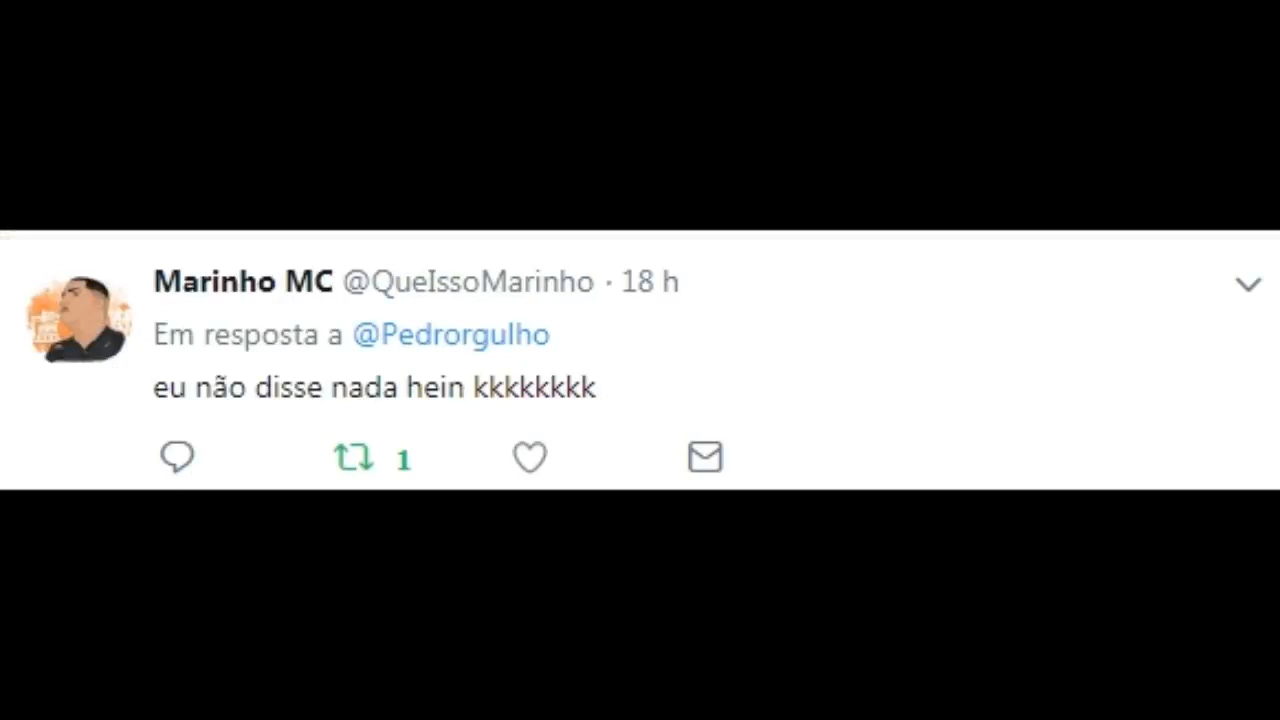 Marinho MC @QueIssoMarinho · 18 h
Em resposta a @Pedrorgulho
eu não disse nada hein kkkkkkkk
1